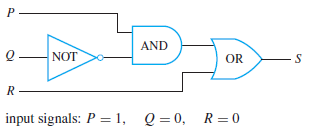 P
AND
Q NOT OR S
R
input signals: P = 1, Q = 0, R = 0